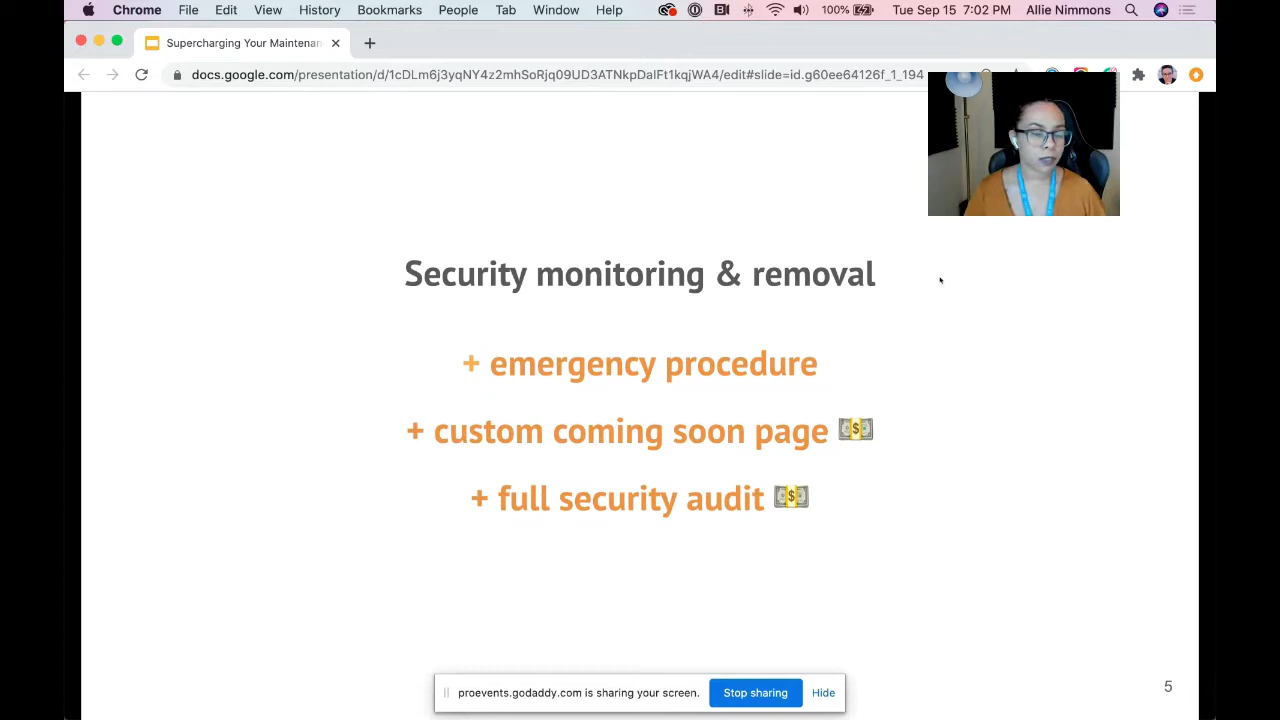 Chrome File Edit View History Bookmarks People Tab Window Help 100% Tue Sep 15 7:02 PM Allie Nimmons
Supercharging Your Maintenan
docs.google.com/presentation/d/1cDLm6j3yqNY4z2mhSoRjq09UD3ATNkpDalFt1kqjWA4/edit#slide=id.g60ee64126f_1_194
Security monitoring & removal
+ emergency procedure
+ custom coming soon page
+ full security audit
proevents.godaddy.com is sharing your screen. Stop sharing Hide
5